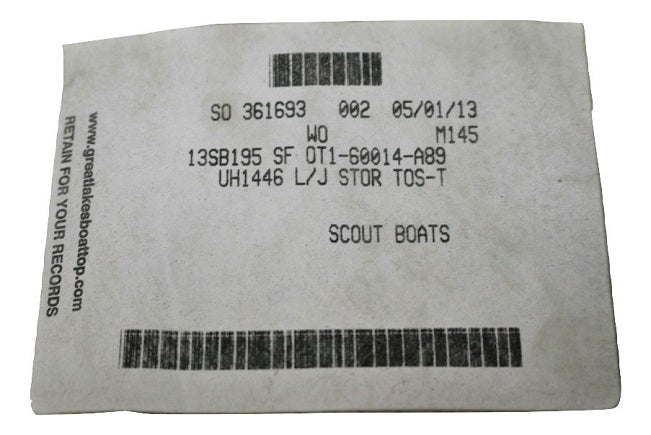 SO 361693 002 05/01/13
WO M145
13SB195 SF OT1-60014-A89
UH1446 L/J STOR TOS-T
SCOUT BOATS
www.greatlakesboattop.com
RETAIN FOR YOUR RECORDS